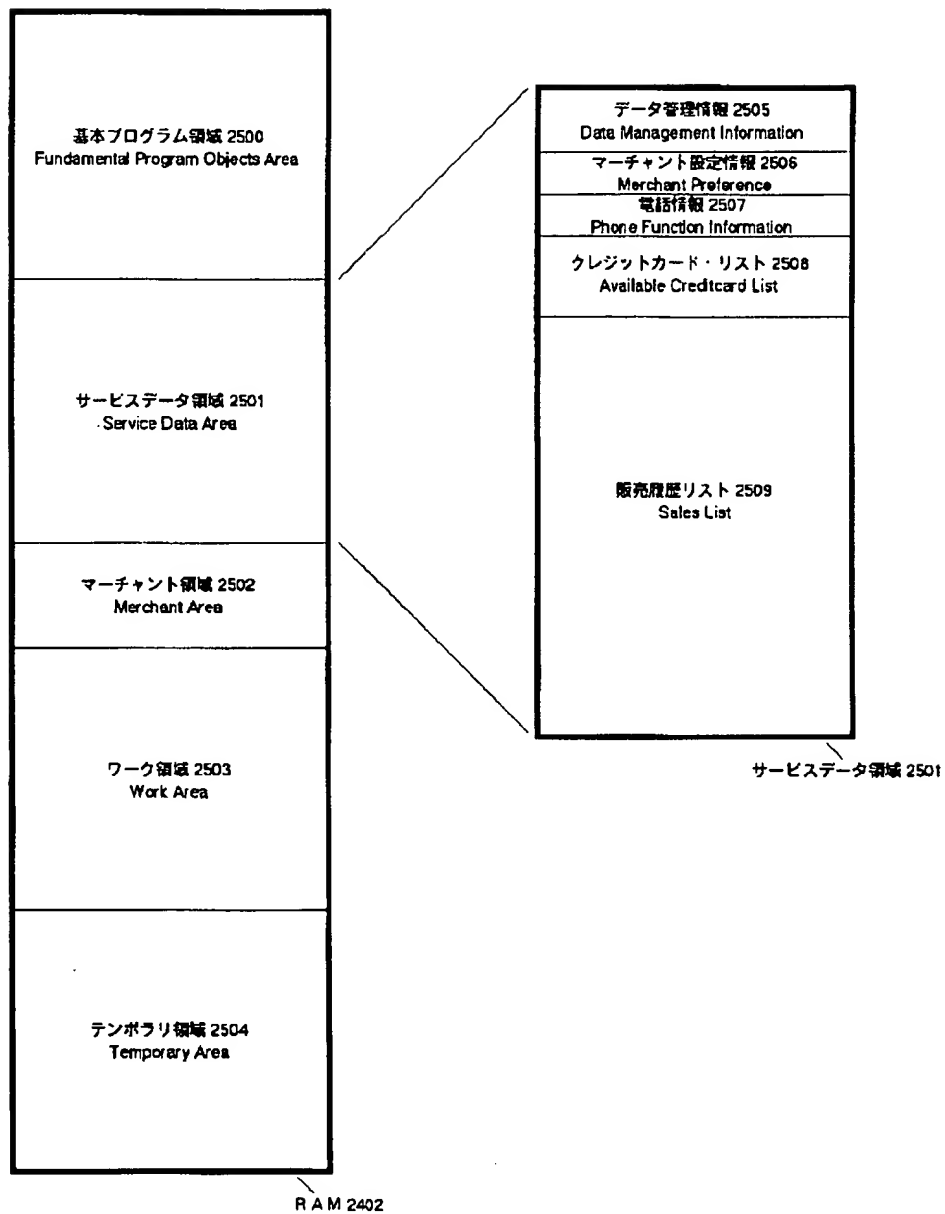 基本プログラム領域 2500
Fundamental Program Objects Area
サービスデータ領域 2501
Service Data Area
マーチャント領域 2502
Merchant Area
ワーク領域 2503
Work Area
テンポラリ領域 2504
Temporary Area
RAM 2402
データ管理情報 2505
Data Management Information
マーチャント設定情報 2506
Merchant Preference
電話情報 2507
Phone Function Information
クレジットカード・リスト 2508
Available Creditcard List
販売履歴リスト 2509
Sales List
サービスデータ領域 2501